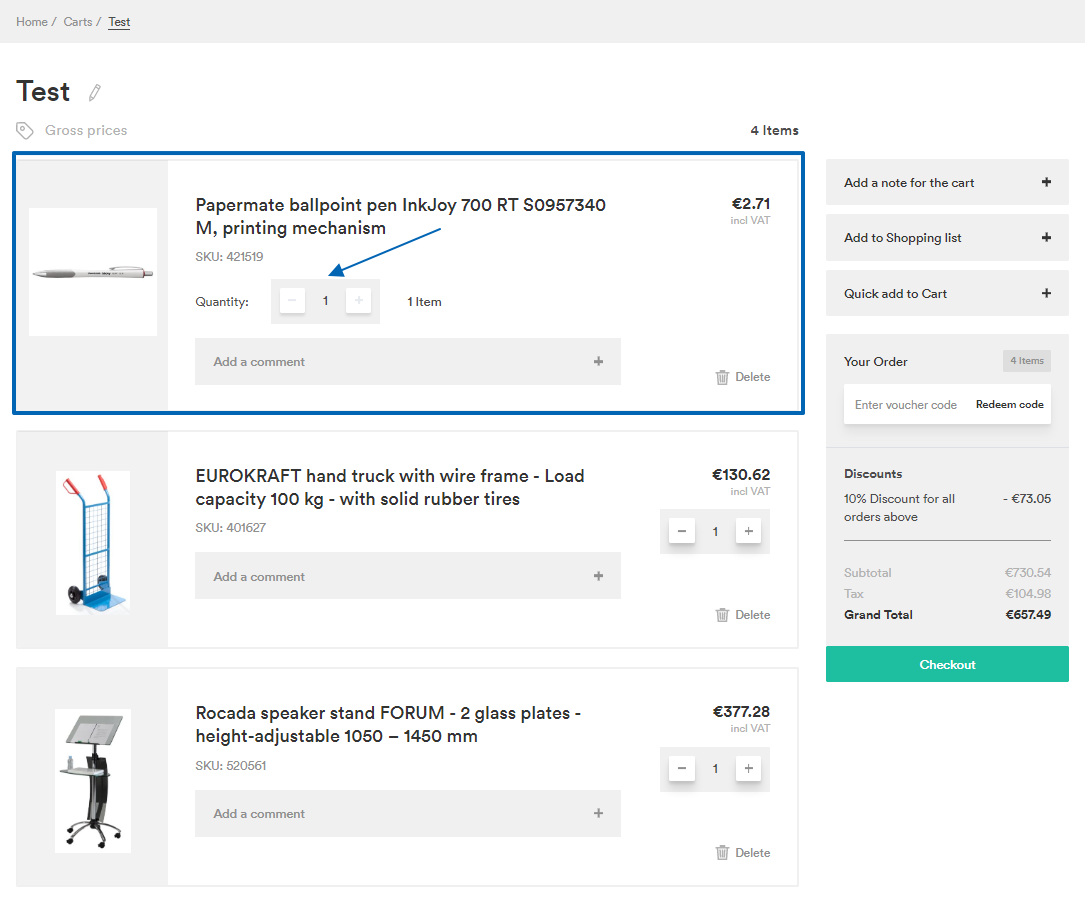 Home / Carts / Test
Test
Gross prices
4 Items
Papermate ballpoint pen InkJoy 700 RT S0957340
M, printing mechanism
€2.71
incl VAT
SKU: 421519
Quantity:
1
1 Item
Add a comment
Delete
EUROKRAFT hand truck with wire frame - Load
capacity 100 kg - with solid rubber tires
€130.62
incl VAT
SKU: 401627
1
Add a comment
Delete
Rocada speaker stand FORUM - 2 glass plates -
height-adjustable 1050 – 1450 mm
€377.28
incl VAT
SKU: 520561
1
Add a comment
Delete
Add a note for the cart
Add to Shopping list
Quick add to Cart
Your Order
4 Items
Enter voucher code
Redeem code
Discounts
10% Discount for all
orders above
- €73.05
Subtotal €730.54
Tax €104.98
Grand Total €657.49
Checkout